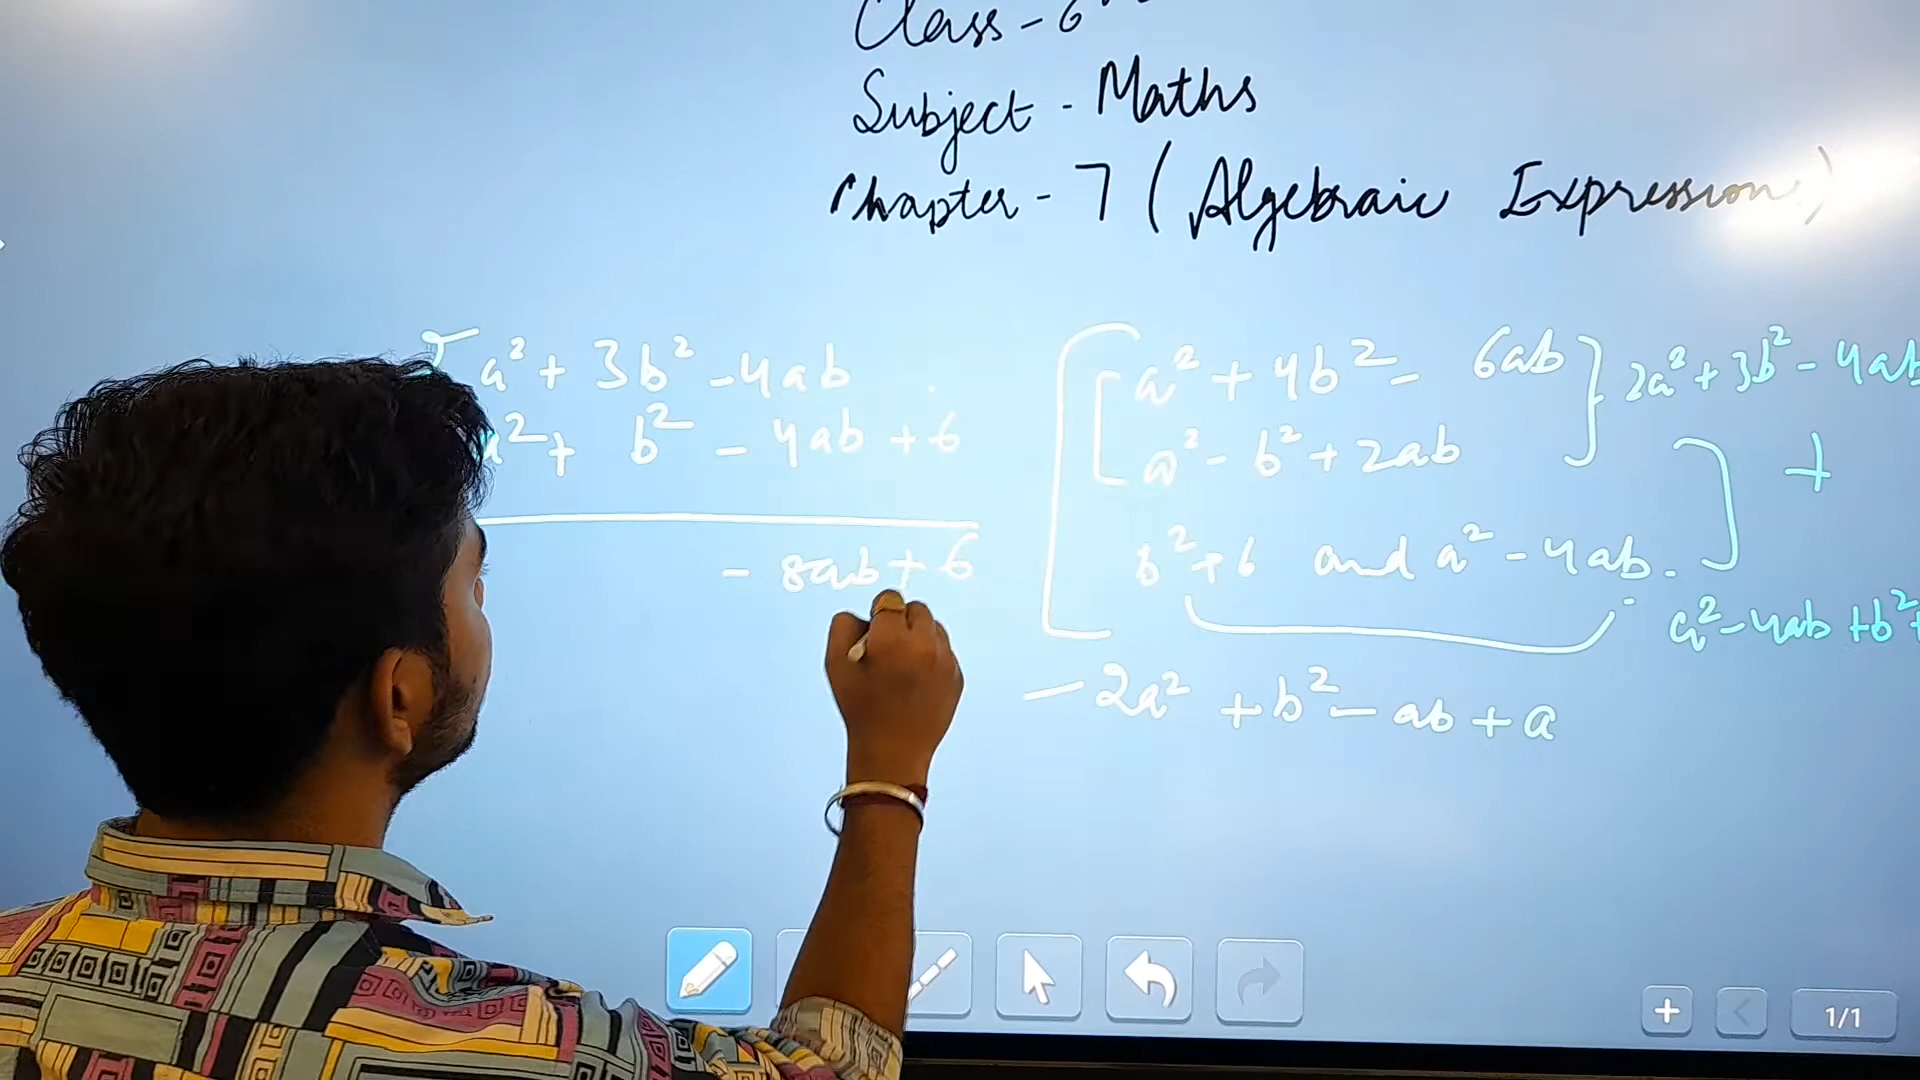 Class - 6th
Subject - Maths
Chapter - 7 ( Algebraic Expression )
a² + 3b² - 4ab
a² + b² - 4ab + 6
- 8ab + 6
a² + 4b² - 6ab
a² - b² + 2ab
b² + 6 and a² - 4ab.
- 2a² + b² - ab + a
2a² + 3b² - 4ab
+
a² - 4ab + b² +
1/1